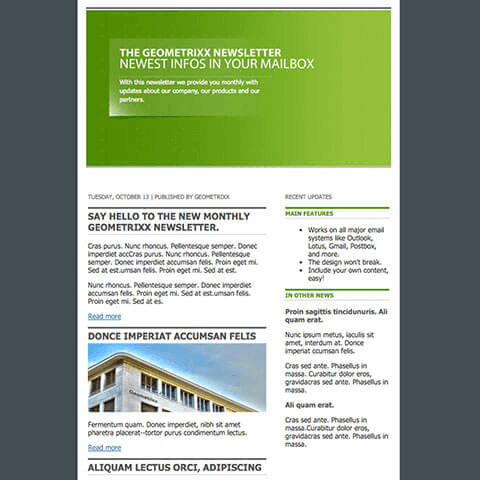 THE GEOMETRIXX NEWSLETTER
NEWEST INFOS IN YOUR MAILBOX
With this newsletter we provide you monthly with
updates about our company, our products and our
partners.
TUESDAY, OCTOBER 13 | PUBLISHED BY GEOMETRIXX
SAY HELLO TO THE NEW MONTHLY
GEOMETRIXX NEWSLETTER.
Cras purus. Nunc rhoncus. Pellentesque semper. Donec
imperdiet accCras purus. Nunc rhoncus. Pellentesque
semper. Donec imperdiet accumsan felis. Proin eget mi.
Sed at est.umsan felis. Proin eget mi. Sed at est.
Nunc rhoncus. Pellentesque semper. Donec imperdiet
accumsan felis. Proin eget mi. Sed at est.umsan felis.
Proin eget mi. Sed at es.
Read more
DONCE IMPERIAT ACCUMSAN FELIS
Geometrixx
Fermentum quam. Donec imperdiet, nibh sit amet
pharetra placerat--tortor purus condimentum lectus.
Read more
ALIQUAM LECTUS ORCI, ADIPISCING
RECENT UPDATES
MAIN FEATURES
• Works on all major email
systems like Outlook,
Lotus, Gmail, Postbox,
and more.
• The design won't break.
• Include your own content,
easy!
IN OTHER NEWS
Proin sagittis tincidunuris. Ali
quam erat.
Nunc ipsum metus, iaculis sit
amet, interdum at. Donce
imperiat ccumsan felis.
Cras sed ante. Phasellus in
massa. Curabitur dolor eros,
gravidacras sed ante. Phasellus in
massa.
Ali quam erat.
Cras sed ante. Phasellus in
massa.Curabitur dolor eros,
gravidacras sed ante. Phasellus in
massa.